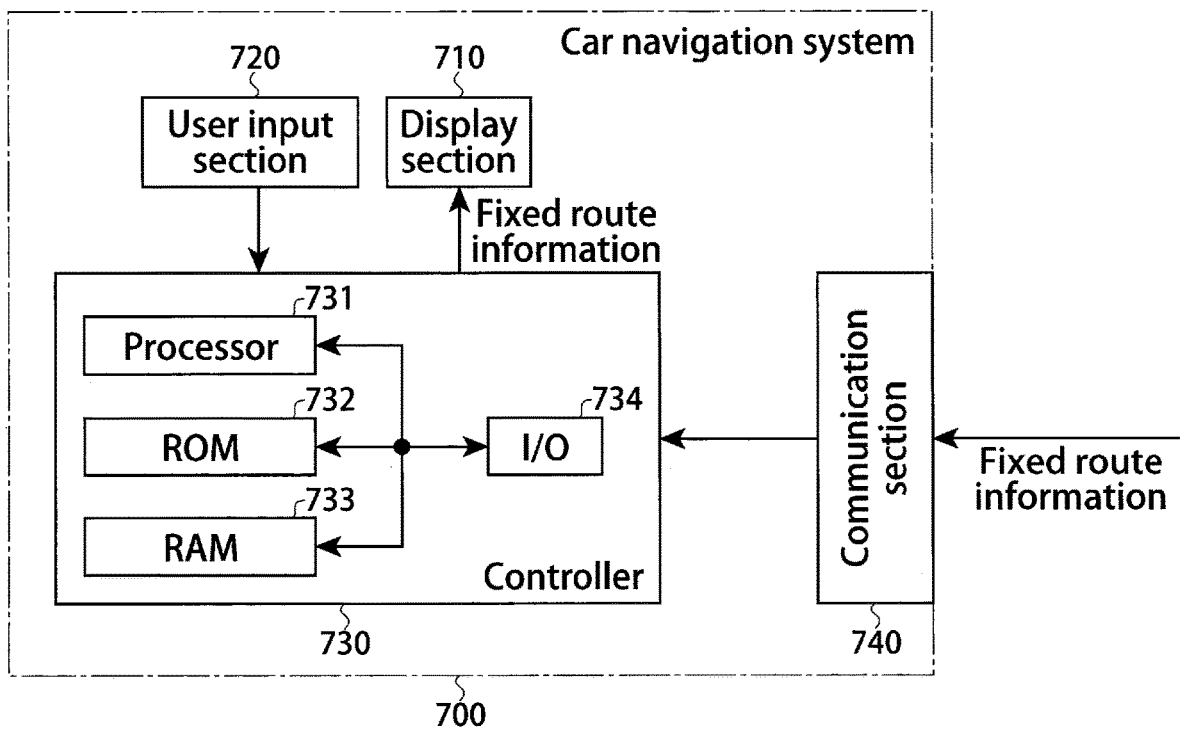 Car navigation system
720
710
User input
section
Display
section
Fixed route
information
731
Processor
732
ROM
734
I/O
733
RAM
Controller
Communication
section
Fixed route
information
730
740
700